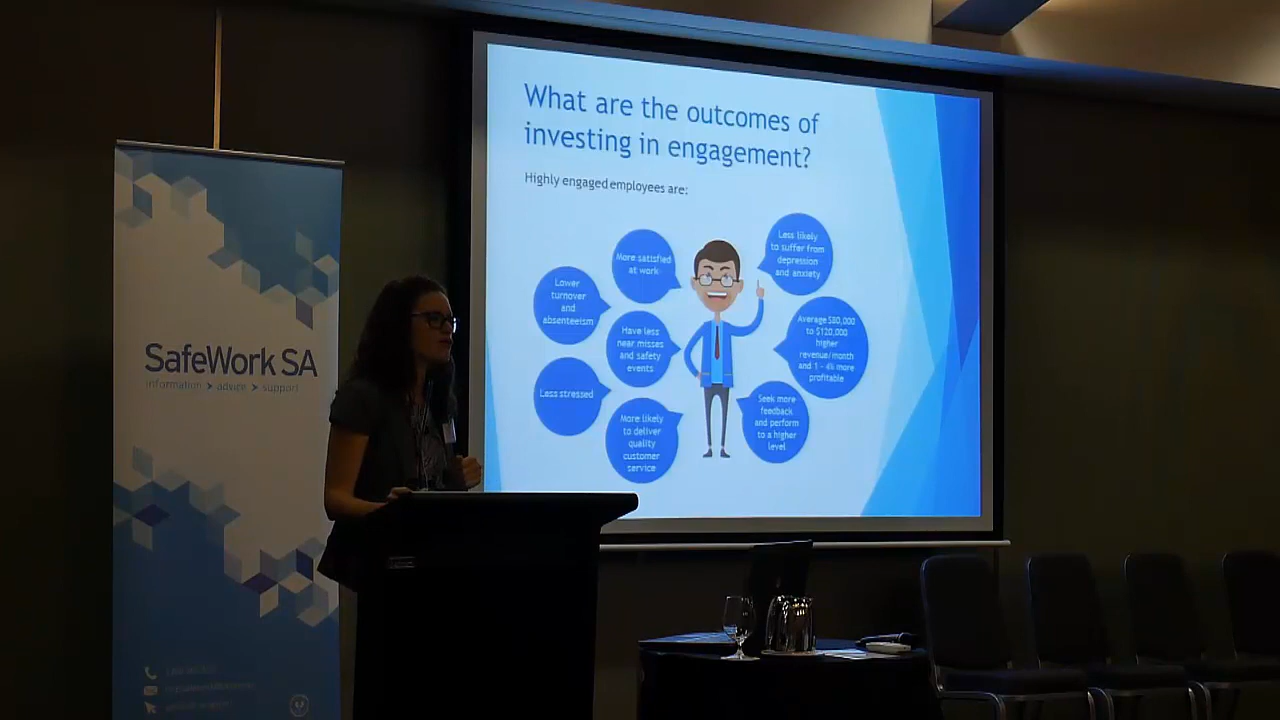 SafeWork SA
information > advice > support
What are the outcomes of
investing in engagement?
Highly engaged employees are:
More satisfied
at work
Lower
turnover
and
absenteeism
Have less
near misses
and safety
events
Less stressed
More likely
to deliver
quality
customer
service
Less likely
to suffer from
depression
and anxiety
Average $80,000
to $120,000
higher
revenue/month
and 1 - 4% more
profitable
Seek more
feedback
and perform
to a higher
level